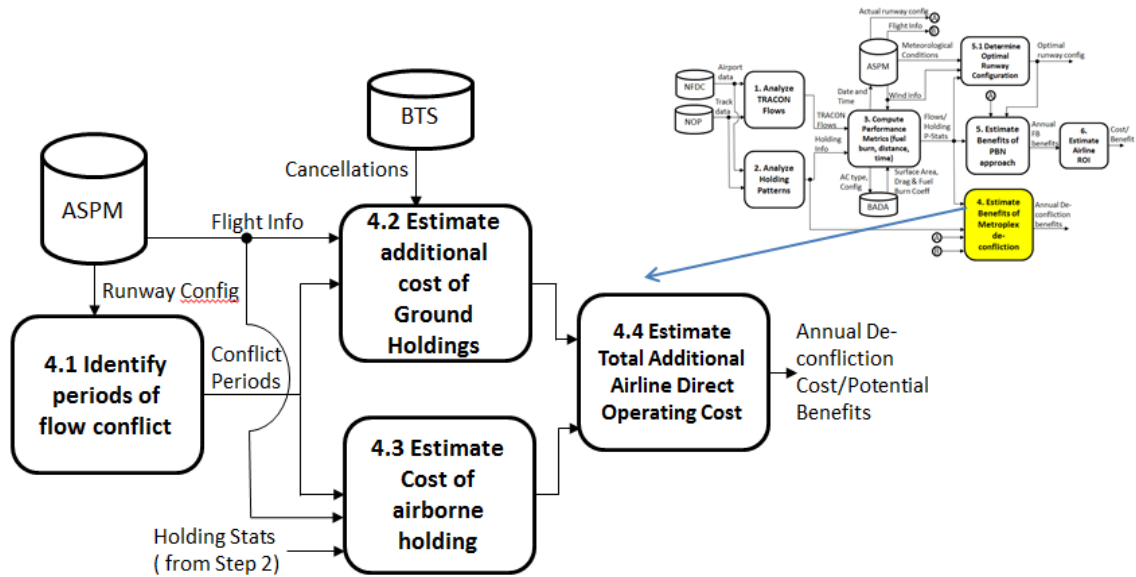 ASPM
BTS
Cancellations
Flight Info
Runway Config
4.1 Identify
periods of
flow conflict
Conflict
Periods
4.2 Estimate
additional
cost of
Ground
Holdings
4.3 Estimate
Cost of
airborne
holding
Holding Stats
( from Step 2)
4.4 Estimate
Total Additional
Airline Direct
Operating Cost
Annual De-
confliction
Cost/Potential
Benefits
Actual runway config
A
Flight Info
B
ASPM
Meteorological
Conditions
5.1 Determine
Optimal
Runway
Configuration
Optimal
runway config
NFDC
Airport
data
NOP
Track
data
1. Analyze
TRACON
Flows
2. Analyze
Holding
Patterns
Date and
Time
Wind Info
TRACON
Flows
Holding
Info
3. Compute
Performance
Metrics (fuel
burn, distance,
time)
Flows/
Holding
P-Stats
A
5. Estimate
Benefits of
PBN
approach
Annual
FB
benefits
6.
Estimate
Airline
ROI
Cost/
Benefit
AC type,
Config
Surface Area,
Drag & Fuel
Burn Coeff
BADA
4. Estimate
Benefits of
Metroplex
de-
confliction
Annual De-
confliction
benefits
A
B